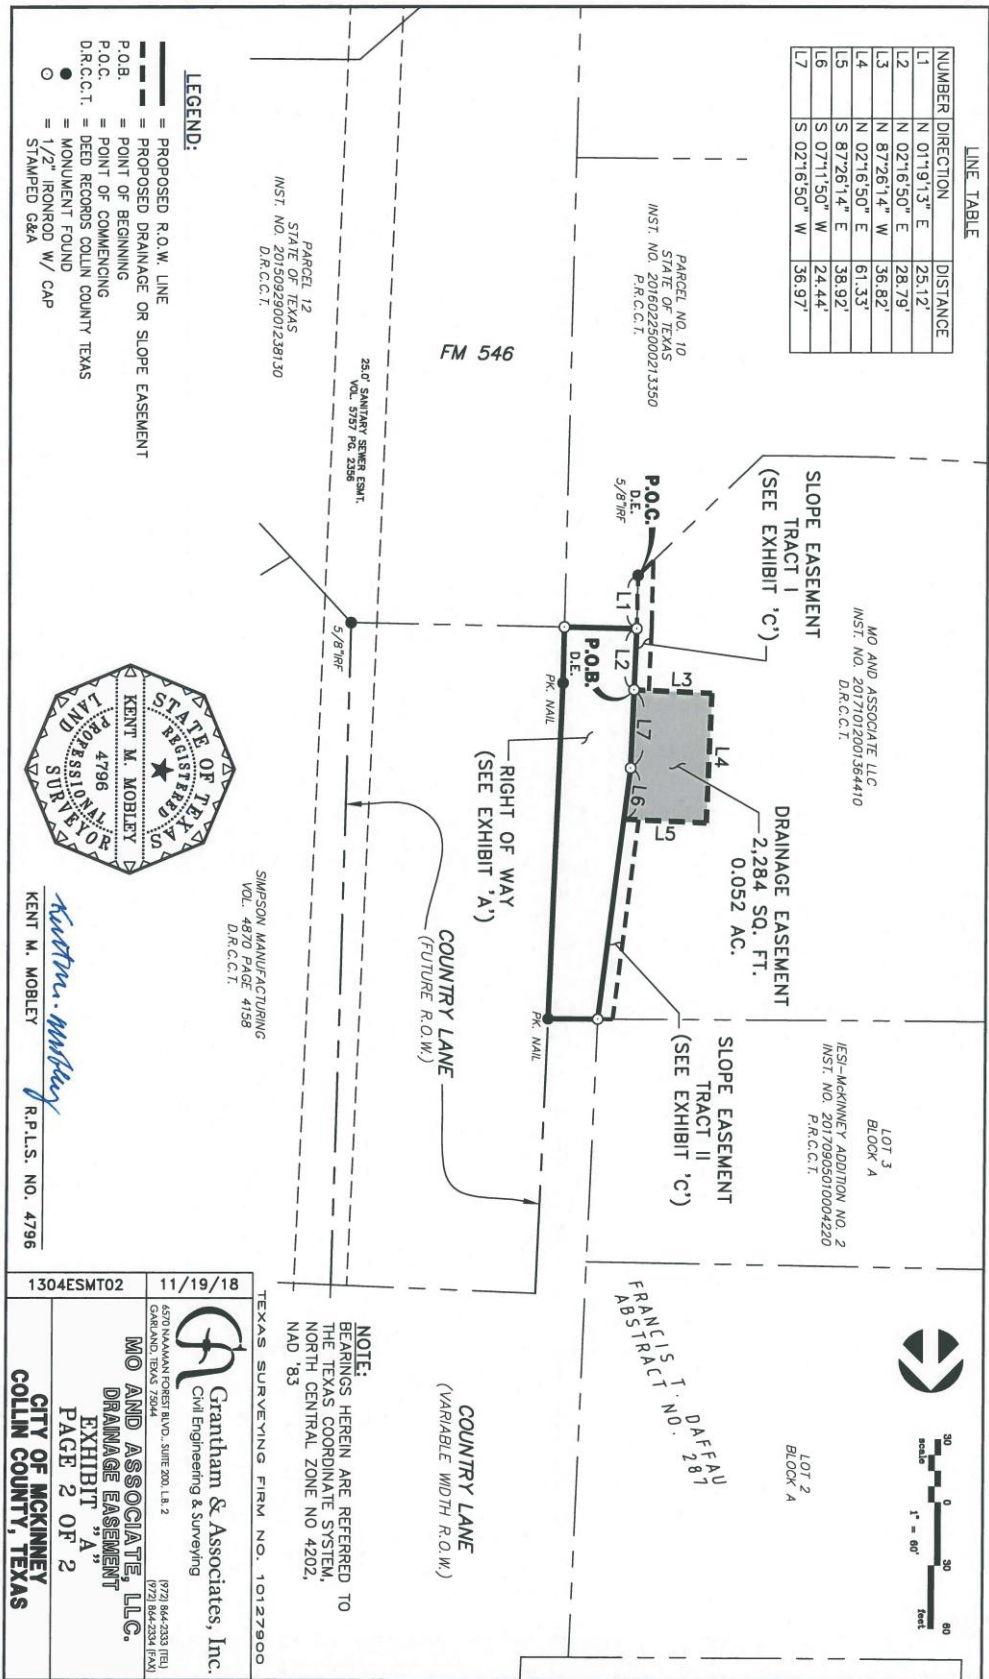 LINE TABLE
NUMBER DIRECTION DISTANCE
L1 N 01°19'13" E 25.12'
L2 N 02°16'50" E 28.79'
L3 N 87°26'14" W 36.82'
L4 N 02°16'50" E 61.33'
L5 S 87°26'14" E 38.92'
L6 S 07°11'50" W 24.44'
L7 S 02°16'50" W 36.97'
PARCEL NO. 10
STATE OF TEXAS
INST. NO. 20160225000213350
P.R.C.C.T.
FM 546
PARCEL 12
STATE OF TEXAS
INST. NO. 20150929001238130
D.R.C.C.T.
25.0' SANITARY SEWER ESMT.
VOL. 5757 PG. 2356
LEGEND:
= PROPOSED R.O.W. LINE
= PROPOSED DRAINAGE OR SLOPE EASEMENT
P.O.B. = POINT OF BEGINNING
P.O.C. = POINT OF COMMENCING
D.R.C.C.T. = DEED RECORDS COLLIN COUNTY TEXAS
= MONUMENT FOUND
= 1/2" IRONROD W/ CAP
STAMPED G&A
MO AND ASSOCIATE LLC
INST. NO. 20171012001364410
D.R.C.C.T.
SLOPE EASEMENT
TRACT I
(SEE EXHIBIT 'C')
P.O.C.
D.E.
5/8"IRF
L1
L2
L3
L4
L5
L6
L7
P.O.B.
D.E.
PK. NAIL
5/8"IRF
DRAINAGE EASEMENT
2,284 SQ. FT.
0.052 AC.
RIGHT OF WAY
(SEE EXHIBIT 'A')
SLOPE EASEMENT
TRACT II
(SEE EXHIBIT 'C')
PK. NAIL
COUNTRY LANE
(FUTURE R.O.W.)
SIMPSON MANUFACTURING
VOL. 4870 PAGE 4158
D.R.C.C.T.
LOT 3
BLOCK A
IESI-McKINNEY ADDITION NO. 2
INST. NO. 20170905010004220
P.R.C.C.T.
LOT 2
BLOCK A
FRANCIS T. DAFFAU
ABSTRACT NO. 287
COUNTRY LANE
(VARIABLE WIDTH R.O.W.)
30 0 30 60
scale 1" = 60' feet
NOTE:
BEARINGS HEREIN ARE REFERRED TO
THE TEXAS COORDINATE SYSTEM,
NORTH CENTRAL ZONE NO 4202,
NAD '83
STATE OF TEXAS
REGISTERED
KENT M. MOBLEY
4796
PROFESSIONAL
LAND SURVEYOR
Kent M. Mobley
KENT M. MOBLEY R.P.L.S. NO. 4796
TEXAS SURVEYING FIRM NO. 10127900
Grantham & Associates, Inc.
Civil Engineering & Surveying
6570 NAAMAN FOREST BLVD., SUITE 200, L.B. 2
GARLAND, TEXAS 75044
(972) 864-2333 (TEL)
(972) 864-2334 (FAX)
11/19/18
1304ESMT02
MO AND ASSOCIATE, LLC.
DRAINAGE EASEMENT
EXHIBIT "A"
PAGE 2 OF 2
CITY OF MCKINNEY
COLLIN COUNTY, TEXAS